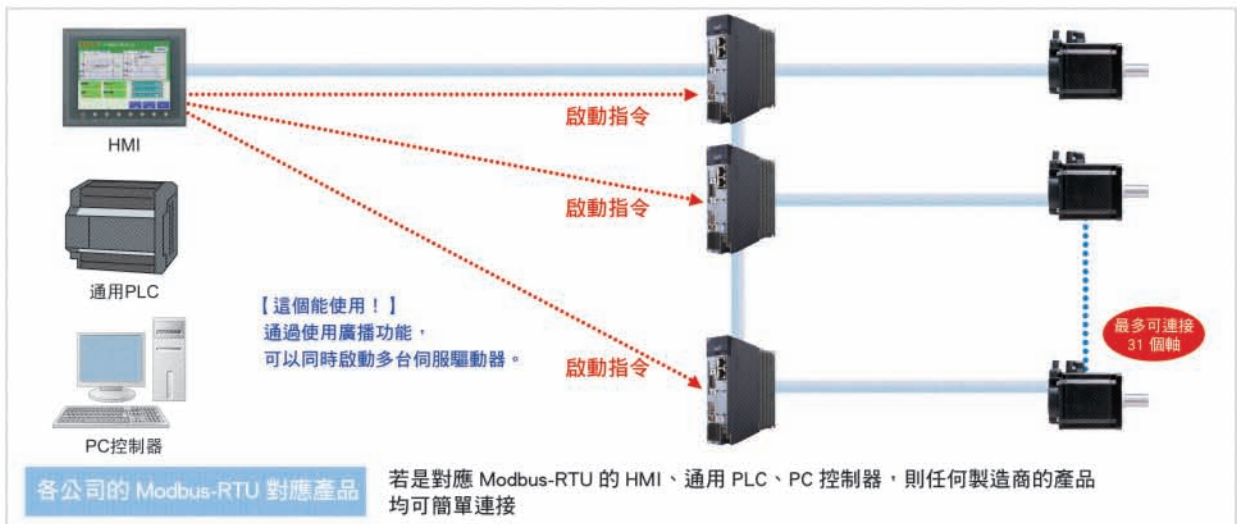 HMI
啟動指令
啟動指令
通用PLC
【這個能使用！】
通過使用廣播功能，
可以同時啟動多台伺服驅動器。
最多可連接
31 個軸
啟動指令
PC控制器
各公司的 Modbus-RTU 對應產品
若是對應 Modbus-RTU 的 HMI、通用 PLC、PC 控制器，則任何製造商的產品
均可簡單連接